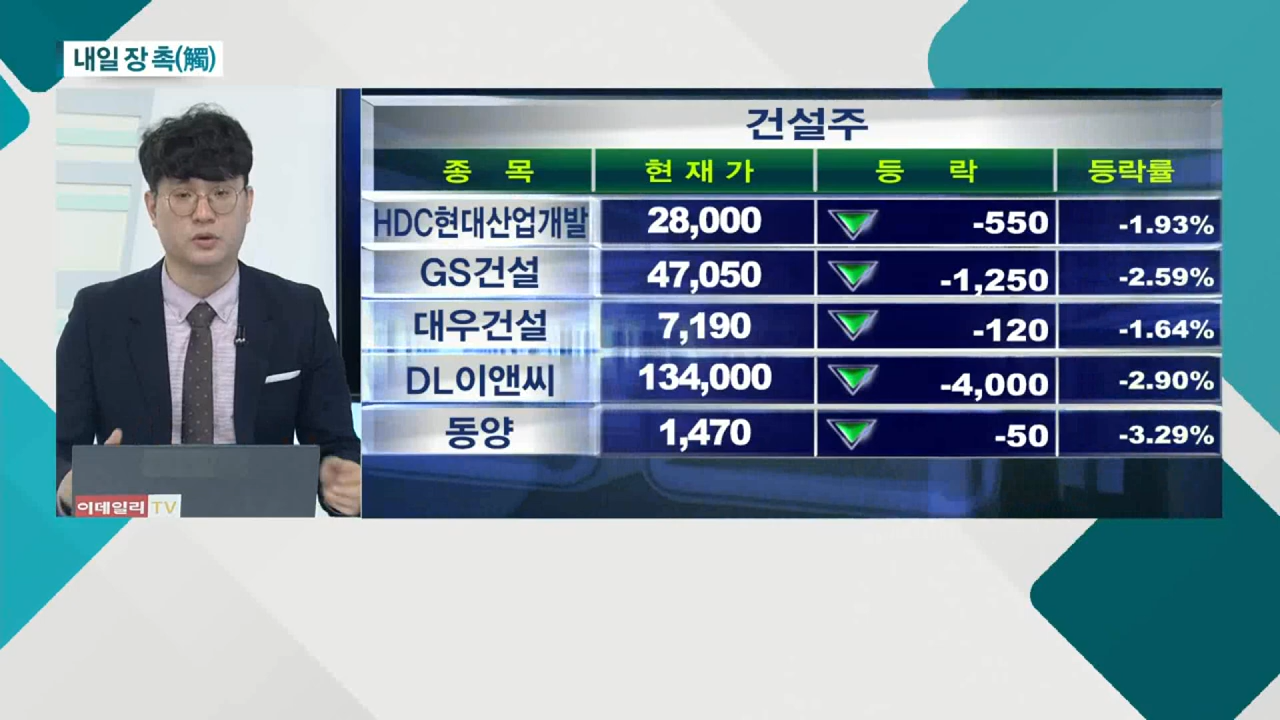 내일 장 촉(觸)
건설주
종 목 현 재 가 등 락 등락률
HDC현대산업개발 28,000 -550 -1.93%
GS건설 47,050 -1,250 -2.59%
대우건설 7,190 -120 -1.64%
DL이앤씨 134,000 -4,000 -2.90%
동양 1,470 -50 -3.29%
이데일리 TV